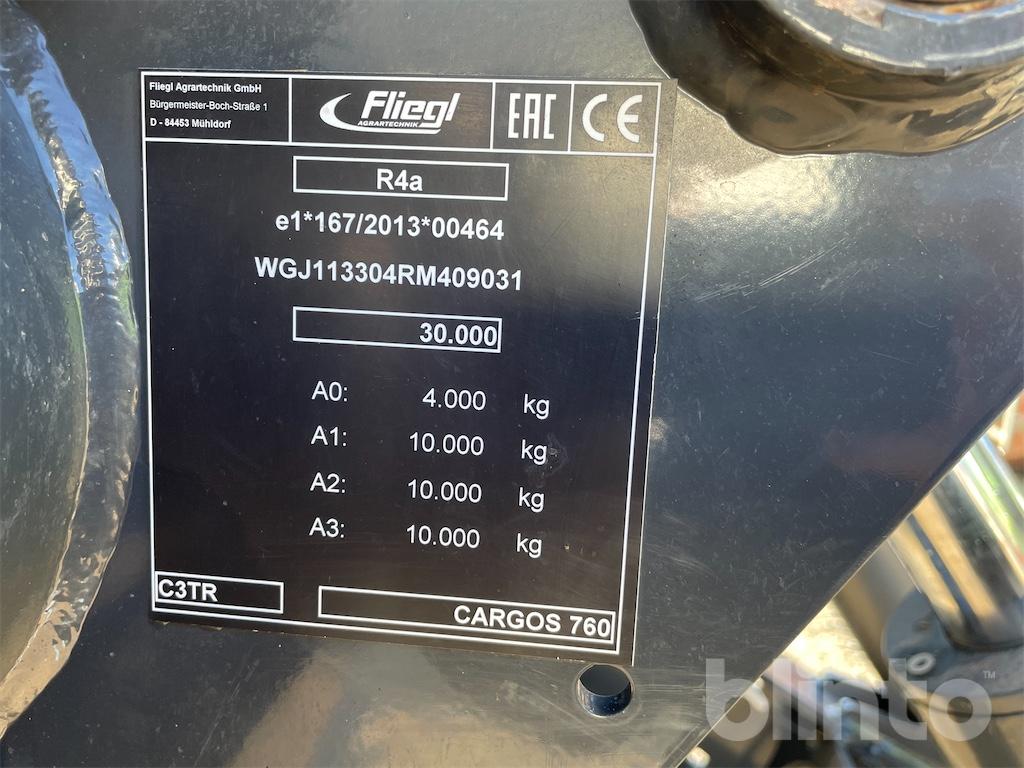 Fliegl Agrartechnik GmbH
Bürgermeister-Boch-Straße 1
D - 84453 Mühldorf
Fliegl
AGRARTECHNIK
EAC
CE
R4a
e1*167/2013*00464
WGJ113304RM409031
30.000
A0: 4.000 kg
A1: 10.000 kg
A2: 10.000 kg
A3: 10.000 kg
C3TR
CARGOS 760
blinto™